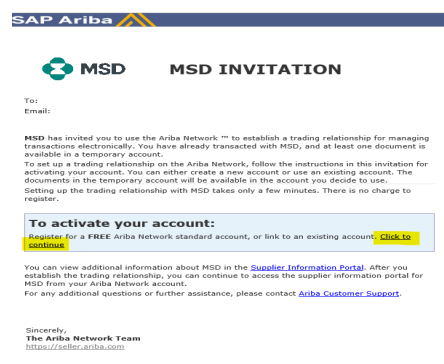 SAP Ariba
MSD
MSD INVITATION
To:
Email:
MSD has invited you to use the Ariba Network ™ to establish a trading relationship for managing
transactions electronically. You have already transacted with MSD, and at least one document is
available in a temporary account.
To set up a trading relationship on the Ariba Network, follow the instructions in this invitation for
activating your account. You can either create a new account or use an existing account. The
documents in the temporary account will be available in the account you decide to use.
Setting up the trading relationship with MSD takes only a few minutes. There is no charge to
register.
To activate your account:
Register for a FREE Ariba Network standard account, or link to an existing account. Click to
continue
You can view additional information about MSD in the Supplier Information Portal. After you
establish the trading relationship, you can continue to access the supplier information portal for
MSD from your Ariba Network account.
For any additional questions or further assistance, please contact Ariba Customer Support.
Sincerely,
The Ariba Network Team
https://seller.ariba.com